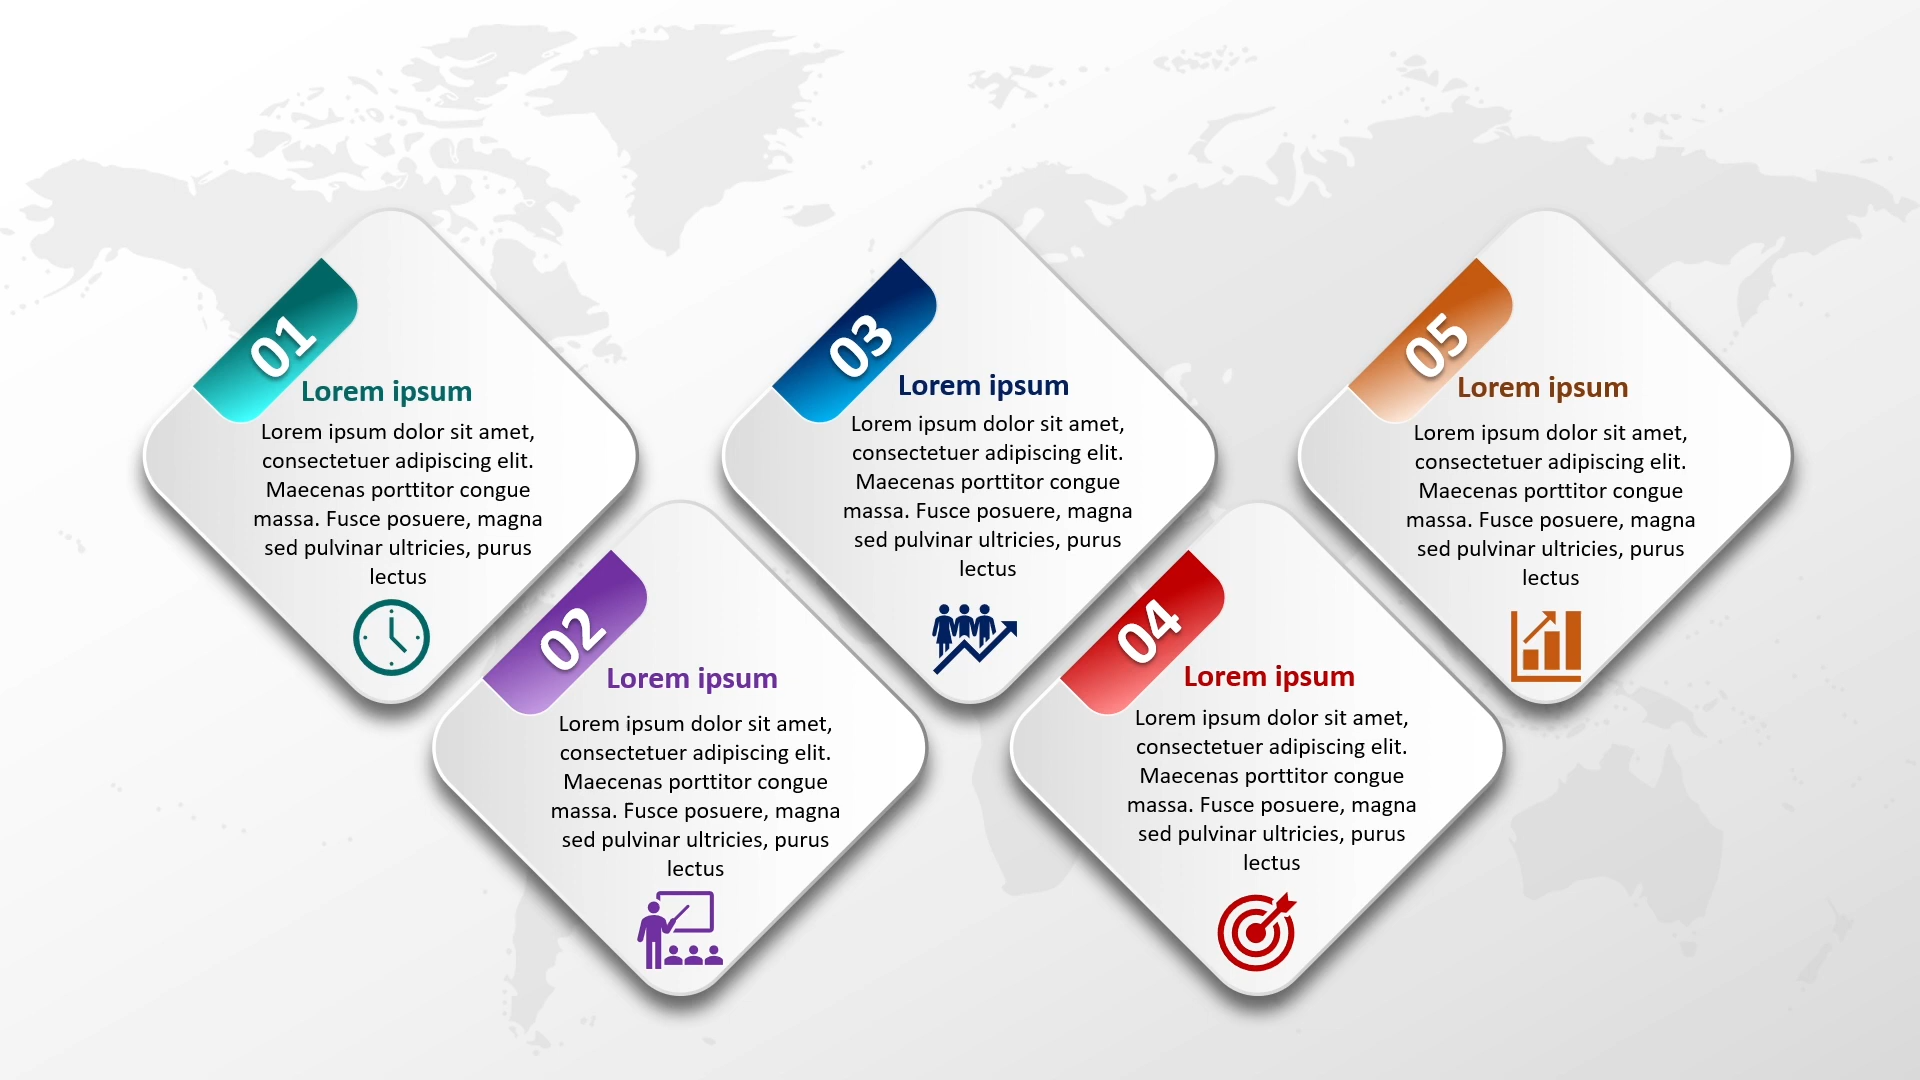 01
Lorem ipsum
Lorem ipsum dolor sit amet,
consectetuer adipiscing elit.
Maecenas porttitor congue
massa. Fusce posuere, magna
sed pulvinar ultricies, purus
lectus
02
Lorem ipsum
Lorem ipsum dolor sit amet,
consectetuer adipiscing elit.
Maecenas porttitor congue
massa. Fusce posuere, magna
sed pulvinar ultricies, purus
lectus
03
Lorem ipsum
Lorem ipsum dolor sit amet,
consectetuer adipiscing elit.
Maecenas porttitor congue
massa. Fusce posuere, magna
sed pulvinar ultricies, purus
lectus
04
Lorem ipsum
Lorem ipsum dolor sit amet,
consectetuer adipiscing elit.
Maecenas porttitor congue
massa. Fusce posuere, magna
sed pulvinar ultricies, purus
lectus
05
Lorem ipsum
Lorem ipsum dolor sit amet,
consectetuer adipiscing elit.
Maecenas porttitor congue
massa. Fusce posuere, magna
sed pulvinar ultricies, purus
lectus